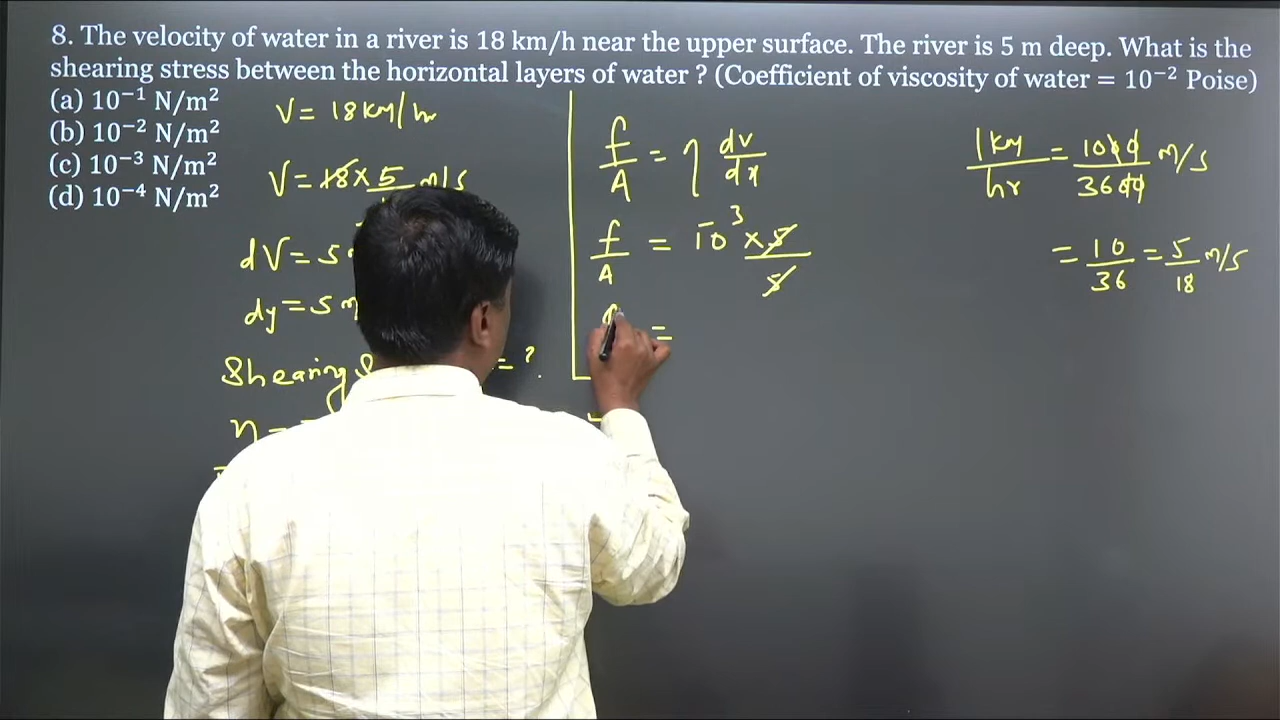 8. The velocity of water in a river is 18 km/h near the upper surface. The river is 5 m deep. What is the
shearing stress between the horizontal layers of water ? (Coefficient of viscosity of water = 10⁻² Poise)
(a) 10⁻¹ N/m²
(b) 10⁻² N/m²
(c) 10⁻³ N/m²
(d) 10⁻⁴ N/m²
V = 18 KM/hr
V = 18 × 5 m/s
dV = 5
dy = 5 m
Shearing S = ?
η =
f/A = η dv/dx
f/A = 10⁻³ × 5/5
=
1 KM/hr = 1000/3600 m/s
= 10/36 = 5/18 m/s